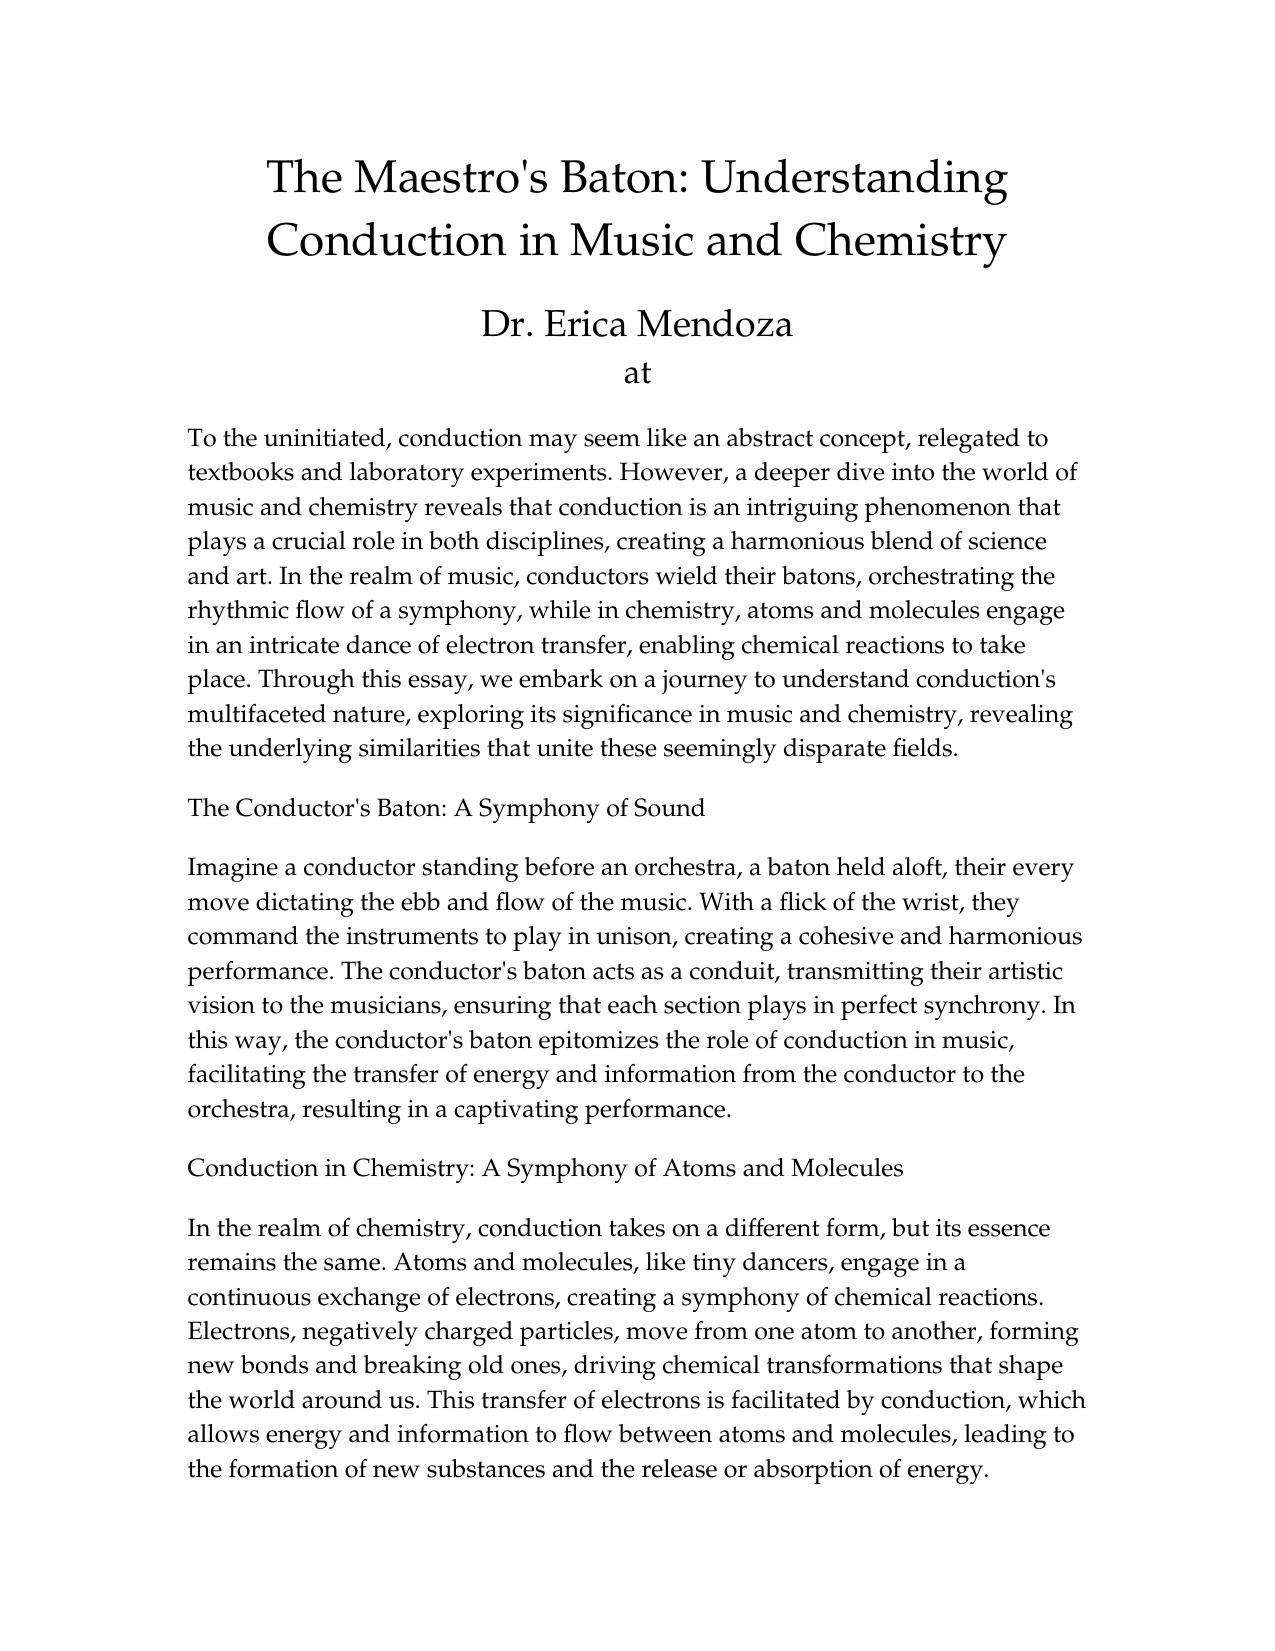 The Maestro's Baton: Understanding
Conduction in Music and Chemistry
Dr. Erica Mendoza
at
To the uninitiated, conduction may seem like an abstract concept, relegated to
textbooks and laboratory experiments. However, a deeper dive into the world of
music and chemistry reveals that conduction is an intriguing phenomenon that
plays a crucial role in both disciplines, creating a harmonious blend of science
and art. In the realm of music, conductors wield their batons, orchestrating the
rhythmic flow of a symphony, while in chemistry, atoms and molecules engage
in an intricate dance of electron transfer, enabling chemical reactions to take
place. Through this essay, we embark on a journey to understand conduction's
multifaceted nature, exploring its significance in music and chemistry, revealing
the underlying similarities that unite these seemingly disparate fields.
The Conductor's Baton: A Symphony of Sound
Imagine a conductor standing before an orchestra, a baton held aloft, their every
move dictating the ebb and flow of the music. With a flick of the wrist, they
command the instruments to play in unison, creating a cohesive and harmonious
performance. The conductor's baton acts as a conduit, transmitting their artistic
vision to the musicians, ensuring that each section plays in perfect synchrony. In
this way, the conductor's baton epitomizes the role of conduction in music,
facilitating the transfer of energy and information from the conductor to the
orchestra, resulting in a captivating performance.
Conduction in Chemistry: A Symphony of Atoms and Molecules
In the realm of chemistry, conduction takes on a different form, but its essence
remains the same. Atoms and molecules, like tiny dancers, engage in a
continuous exchange of electrons, creating a symphony of chemical reactions.
Electrons, negatively charged particles, move from one atom to another, forming
new bonds and breaking old ones, driving chemical transformations that shape
the world around us. This transfer of electrons is facilitated by conduction, which
allows energy and information to flow between atoms and molecules, leading to
the formation of new substances and the release or absorption of energy.